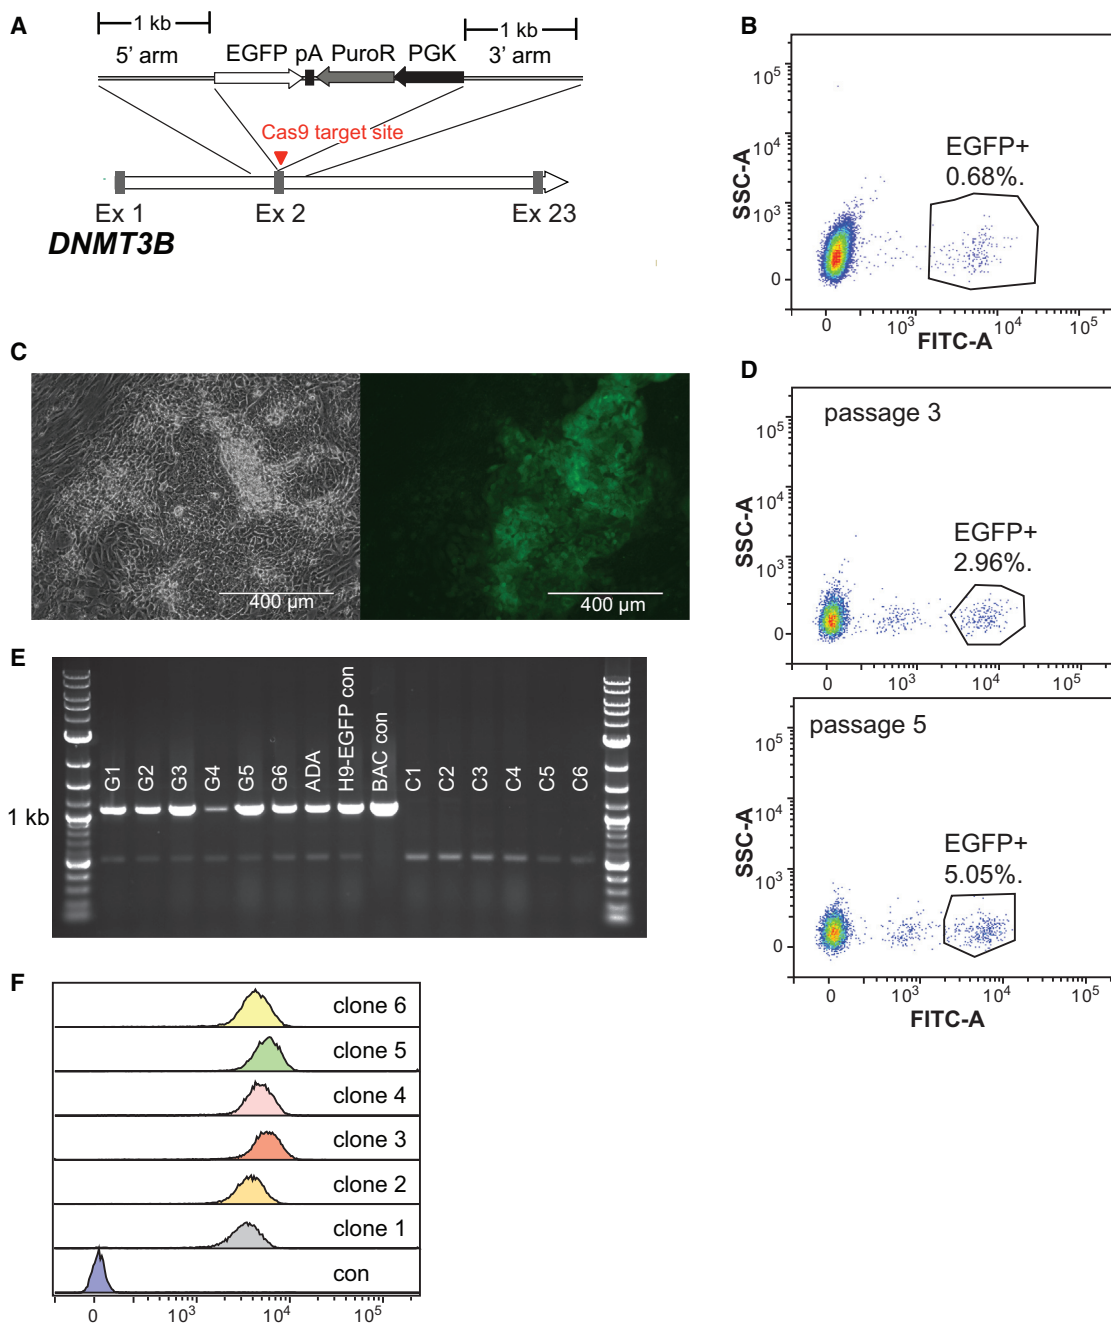 A
1 kb
1 kb
5’ arm
EGFP pA PuroR PGK
3’ arm
Cas9 target site
Ex 1
Ex 2
Ex 23
DNMT3B
B
SSC-A
10^5
10^4
10^3
0
EGFP+
0.68%.
0
10^3
10^4
10^5
FITC-A
C
400 µm
400 µm
D
passage 3
SSC-A
10^5
10^4
10^3
0
EGFP+
2.96%.
0
10^3
10^4
10^5
passage 5
SSC-A
10^5
10^4
10^3
0
EGFP+
5.05%.
0
10^3
10^4
10^5
FITC-A
E
1 kb
G1
G2
G3
G4
G5
G6
ADA
H9-EGFP con
BAC con
C1
C2
C3
C4
C5
C6
F
clone 6
clone 5
clone 4
clone 3
clone 2
clone 1
con
0
10^3
10^4
10^5